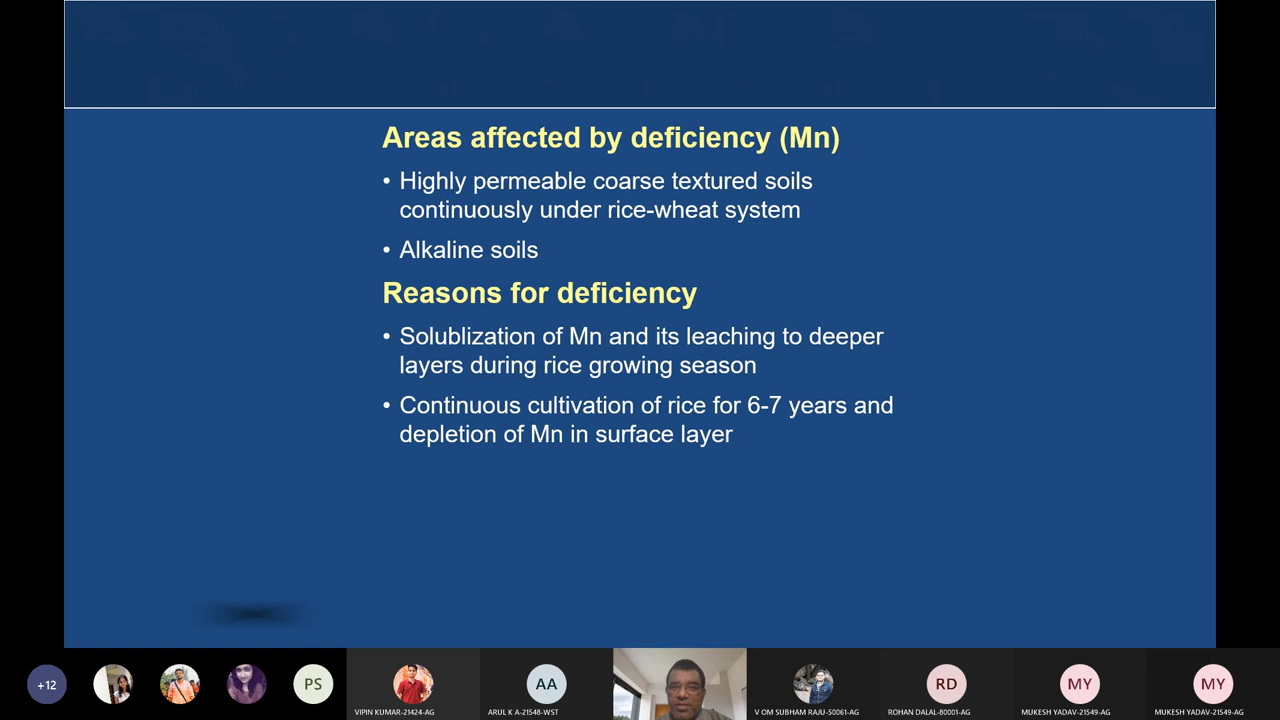 Areas affected by deficiency (Mn)
• Highly permeable coarse textured soils
continuously under rice-wheat system
• Alkaline soils
Reasons for deficiency
• Solublization of Mn and its leaching to deeper
layers during rice growing season
• Continuous cultivation of rice for 6-7 years and
depletion of Mn in surface layer
+12
PS
VIPIN KUMAR-21424-AG
AA
ARUL K A-21548-WST
V OM SUBHAM RAJU-50061-AG
RD
ROHAN DALAL-80001-AG
MY
MUKESH YADAV-21549-AG
MY
MUKESH YADAV-21549-AG